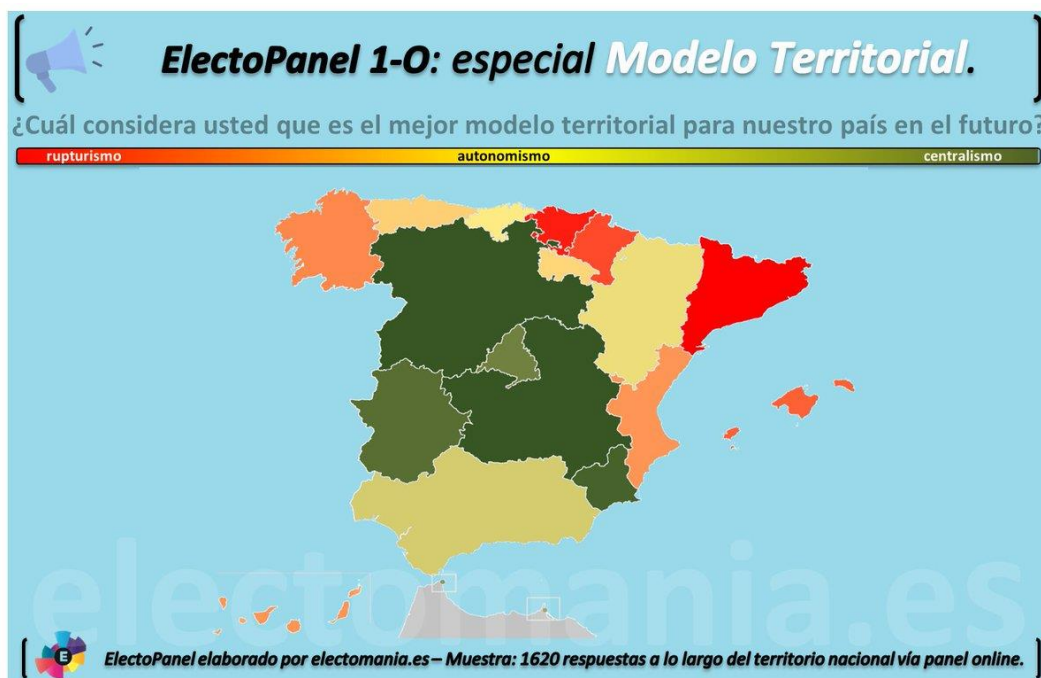 ElectoPanel 1-O: especial Modelo Territorial.
¿Cuál considera usted que es el mejor modelo territorial para nuestro país en el futuro?
rupturismo autonomismo centralismo
electomania.es
E
ElectoPanel elaborado por electomania.es – Muestra: 1620 respuestas a lo largo del territorio nacional vía panel online.